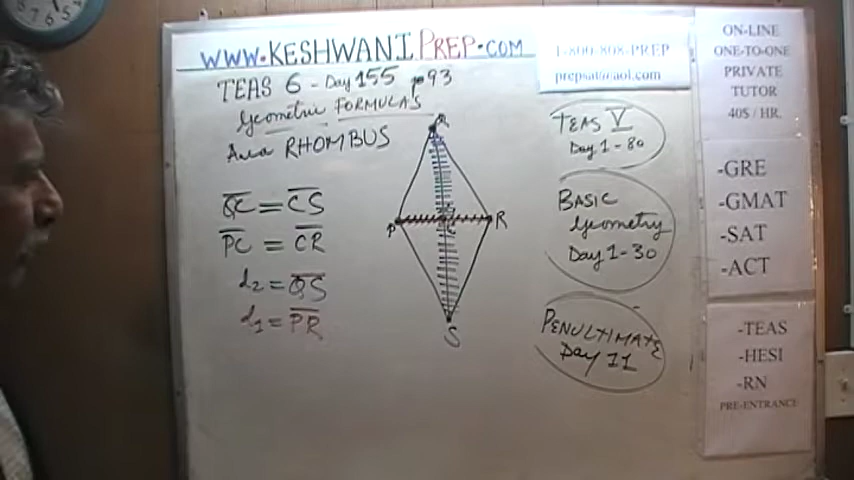 WWW.KESHWANIPREP.COM
TEAS 6 - Day 155 p 93
Geometric FORMULAS
Area RHOMBUS
QC = CS
PC = CR
d2 = QS
d1 = PR
Q
P
C
R
S
1-800-808-PREP
prepsat@aol.com
TEAS V
Day 1-80
BASIC
Geometry
Day 1-30
PENULTIMATE
Day 11
ON-LINE
ONE-TO-ONE
PRIVATE
TUTOR
40$ / HR.
-GRE
-GMAT
-SAT
-ACT
-TEAS
-HESI
-RN
PRE-ENTRANCE